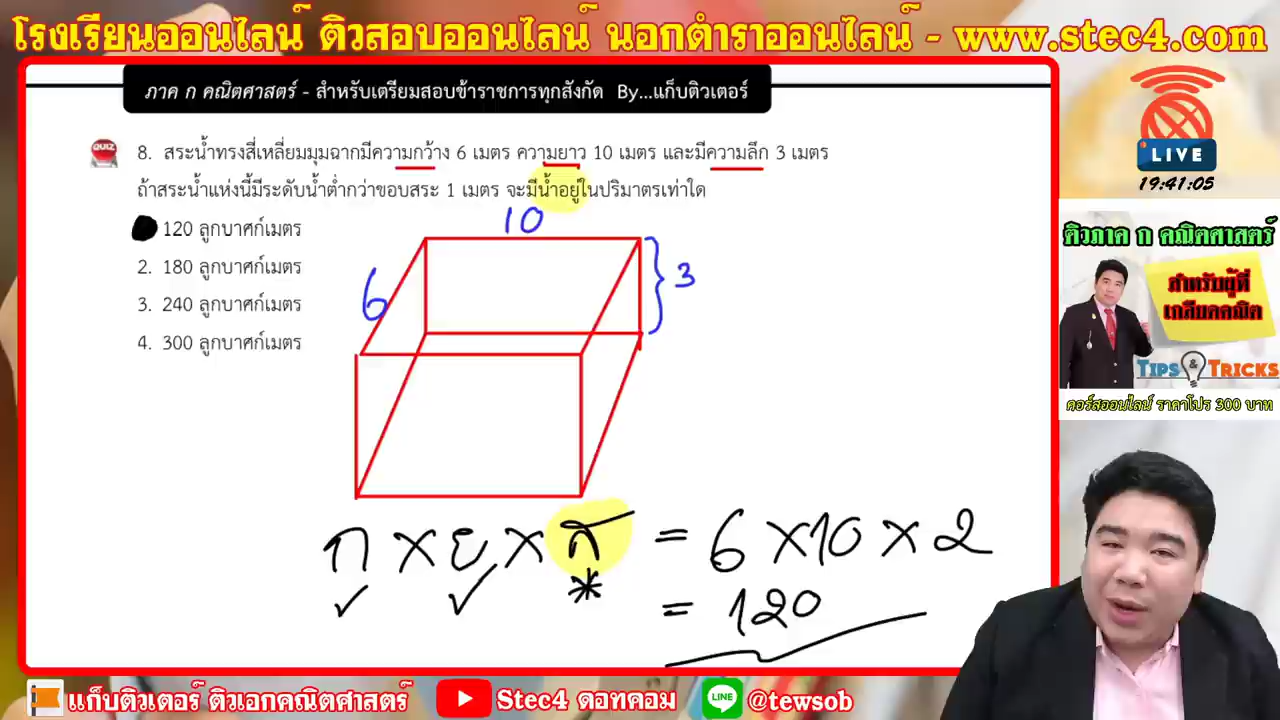 โรงเรียนออนไลน์ ติวสอบออนไลน์ นอกตำราออนไลน์ - www.stec4.com
ภาค ก คณิตศาสตร์ - สำหรับเตรียมสอบข้าราชการทุกสังกัด By...แก็บติวเตอร์
QUIZ
8. สระน้ำทรงสี่เหลี่ยมมุมฉากมีความกว้าง 6 เมตร ความยาว 10 เมตร และมีความลึก 3 เมตร
ถ้าสระน้ำแห่งนี้มีระดับน้ำต่ำกว่าขอบสระ 1 เมตร จะมีน้ำอยู่ในปริมาตรเท่าใด
120 ลูกบาศก์เมตร
2. 180 ลูกบาศก์เมตร
3. 240 ลูกบาศก์เมตร
4. 300 ลูกบาศก์เมตร
10
6
3
ก × ย × ส = 6 × 10 × 2
= 120
LIVE
19:41:05
ติวภาค ก คณิตศาสตร์
สำหรับผู้ที่
เกลียดคณิต
TIPS & TRICKS
คอร์สออนไลน์ ราคาโปร 300 บาท
แก็บติวเตอร์ ติวเอกคณิตศาสตร์
Stec4 ดอทคอม
LINE @tewsob